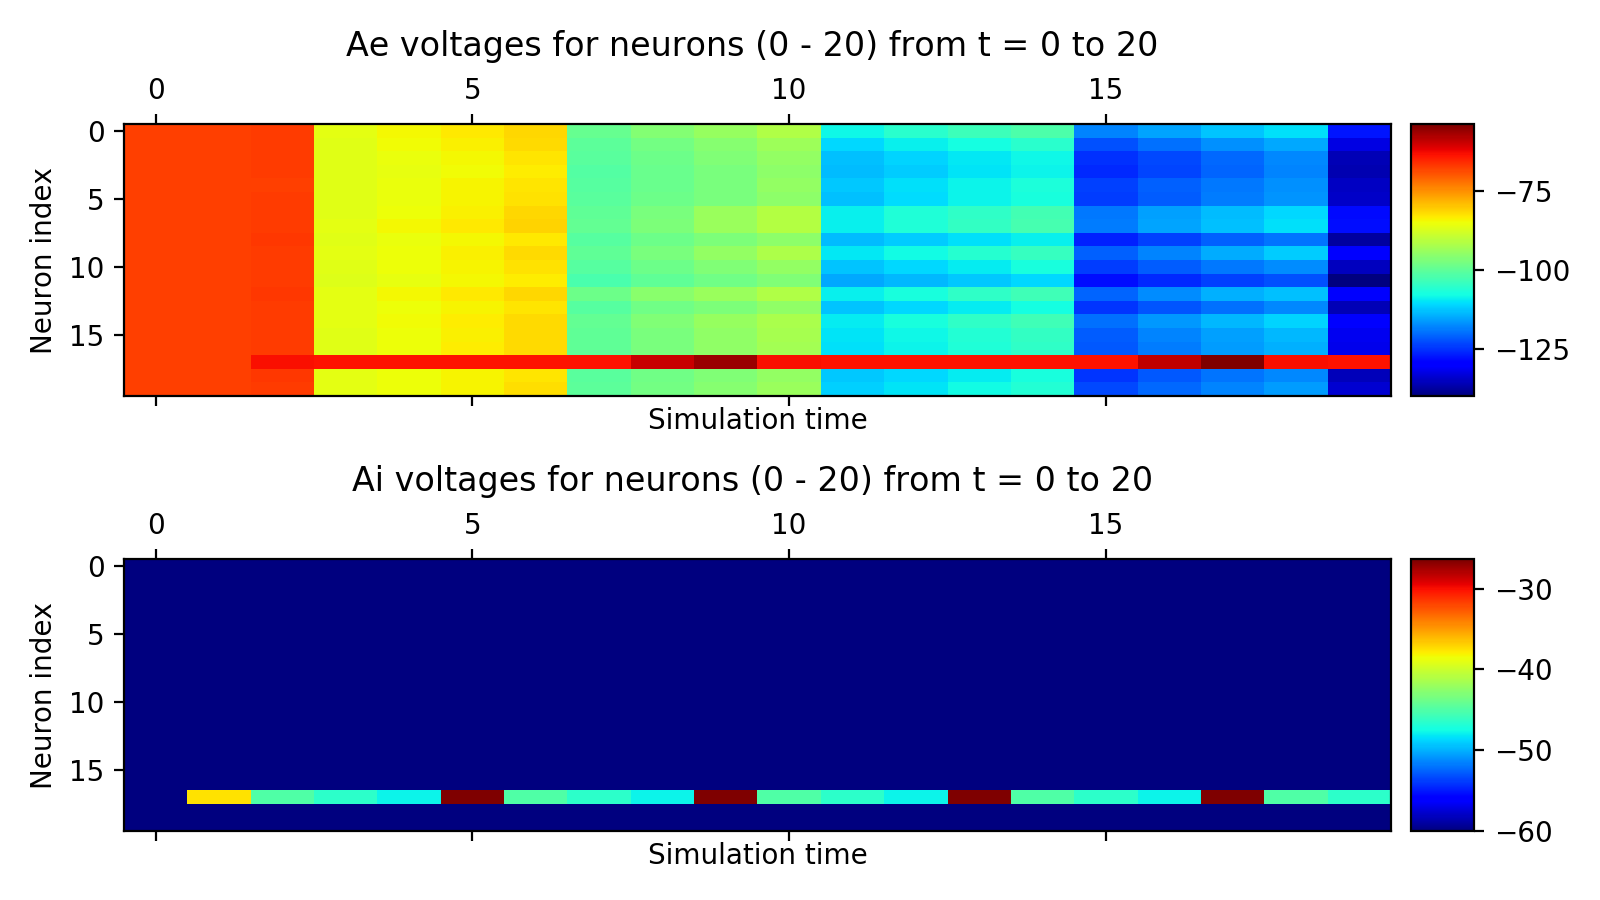 Ae voltages for neurons (0 - 20) from t = 0 to 20
0 5 10 15
Neuron index
0
5
10
15
Simulation time
−75
−100
−125
Ai voltages for neurons (0 - 20) from t = 0 to 20
0 5 10 15
Neuron index
0
5
10
15
Simulation time
−30
−40
−50
−60